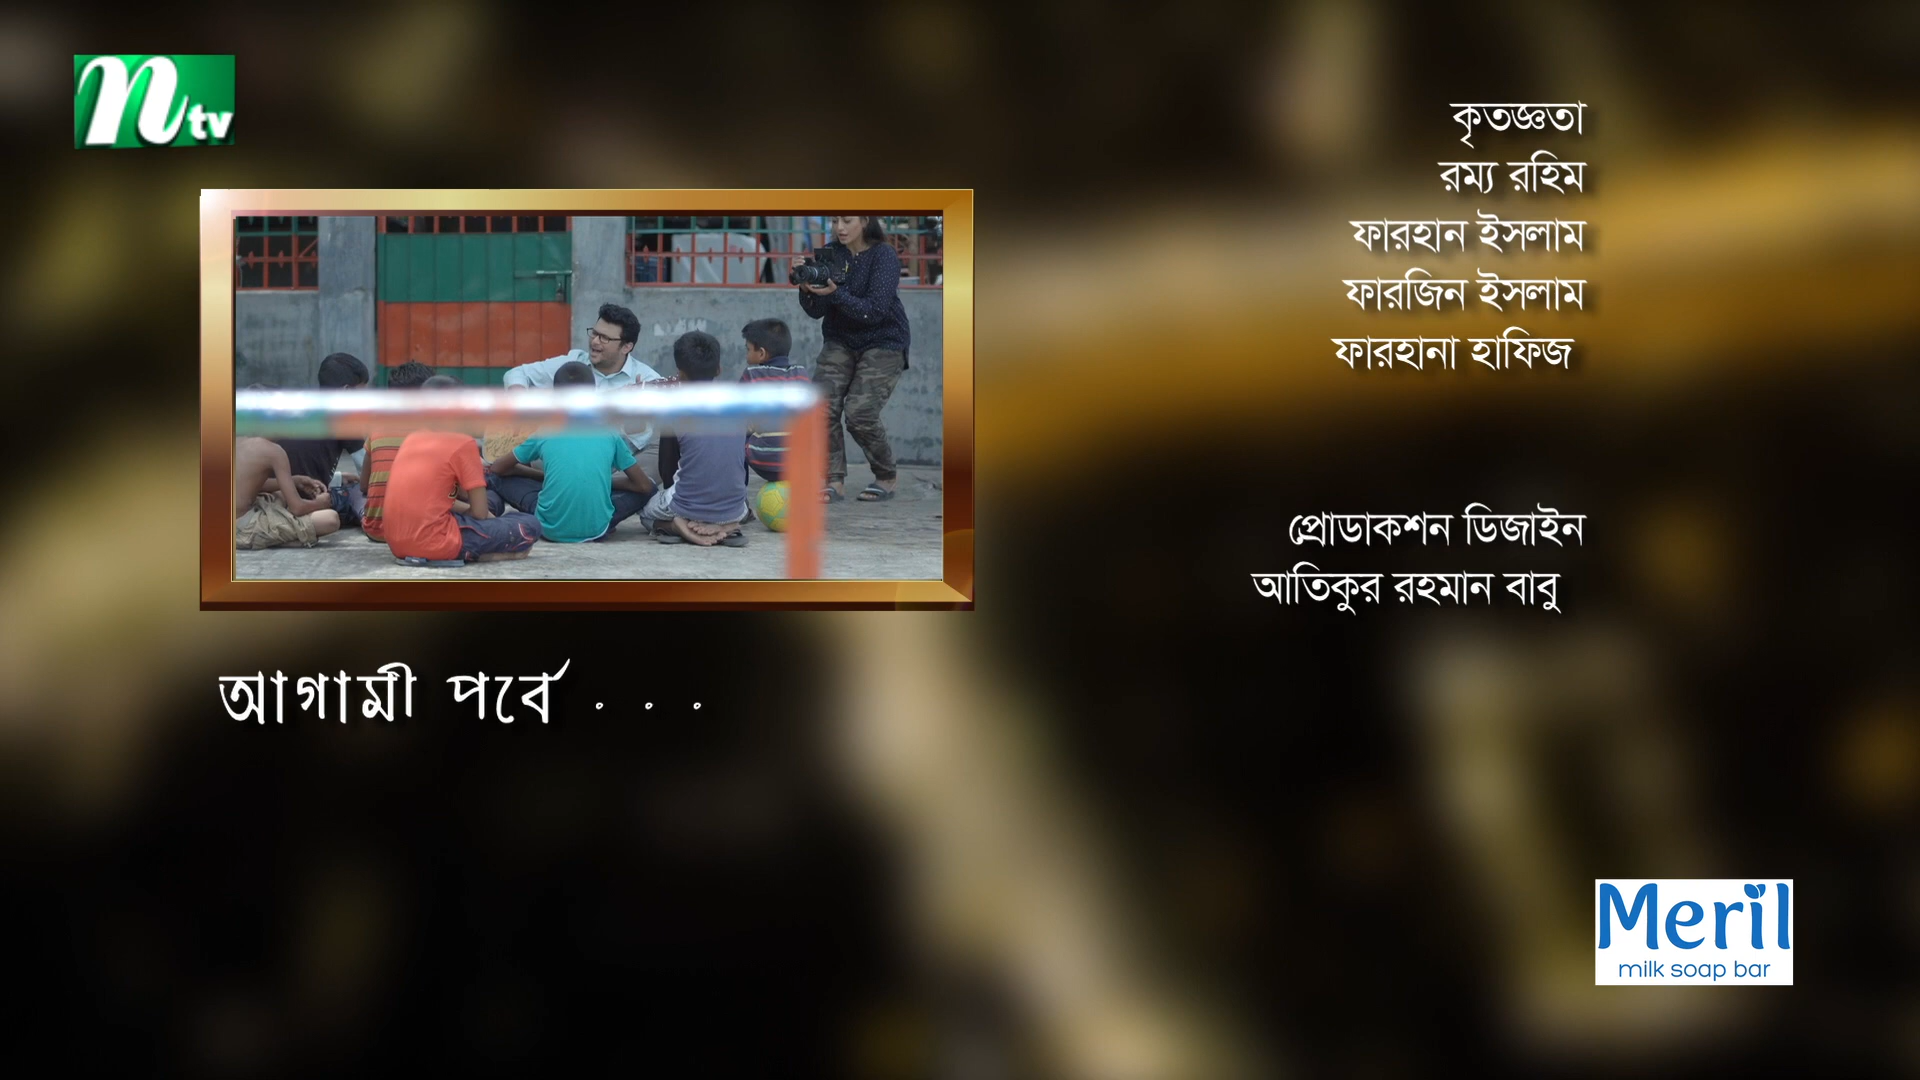 ntv
কৃতজ্ঞতা
রম্য রহিম
ফারহান ইসলাম
ফারজিন ইসলাম
ফারহানা হাফিজ
প্রোডাকশন ডিজাইন
আতিকুর রহমান বাবু
আগামী পর্বে . . .
Meril
milk soap bar